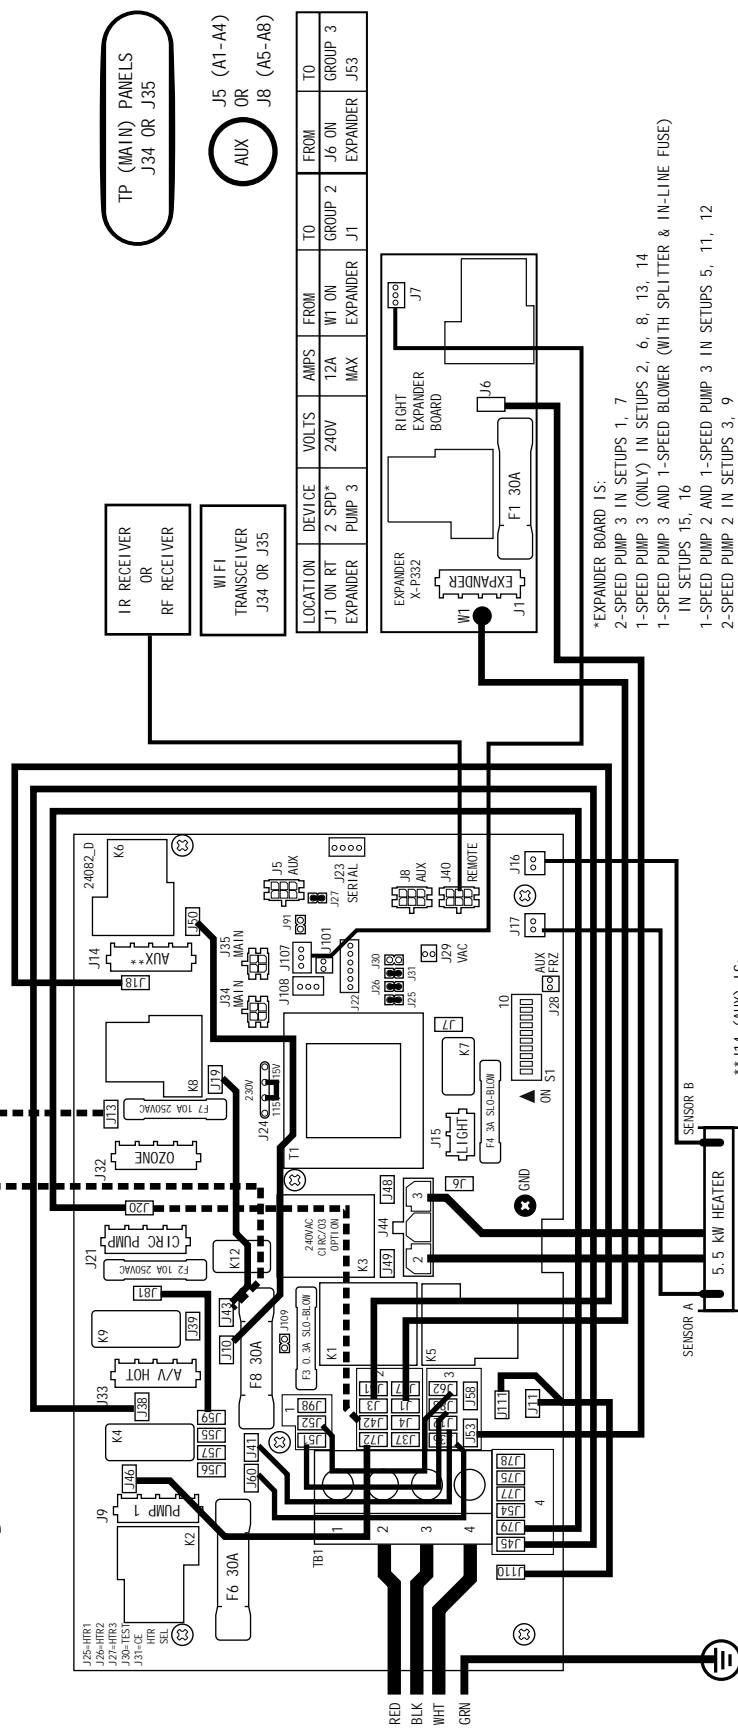 TP (MAIN) PANELS
J34 OR J35
AUX
J5 (A1-A4)
OR
J8 (A5-A8)
IR RECEIVER
OR
RF RECEIVER
WIFI
TRANSCEIVER
J34 OR J35
LOCATION DEVICE VOLTS AMPS FROM TO FROM TO
J1 ON RT 2 SPD* 240V 12A W1 ON GROUP 2 J6 ON GROUP 3
EXPANDER PUMP 3 MAX EXPANDER J1 EXPANDER J53
EXPANDER
X-P332
RIGHT
EXPANDER
BOARD
J7
J6
F1 30A
EXPANDER
W1
J1
*EXPANDER BOARD IS:
2-SPEED PUMP 3 IN SETUPS 1, 7
1-SPEED PUMP 3 (ONLY) IN SETUPS 2, 6, 8, 13, 14
1-SPEED PUMP 3 AND 1-SPEED BLOWER (WITH SPLITTER & IN-LINE FUSE)
IN SETUPS 15, 16
1-SPEED PUMP 2 AND 1-SPEED PUMP 3 IN SETUPS 5, 11, 12
2-SPEED PUMP 2 IN SETUPS 3, 9
24082_D
K6
J50
J14
AUX**
J18
J5
AUX
J27
J23
SERIAL
J8
AUX
J40
REMOTE
J16
J17
J91
J101
J107
J108
J35
MAIN
J34
MAIN
J22
J30
J31
J26
J25
J29
VAC
AUX
FRZ
J28
K8
J19
J13
F7 10A 250VAC
J32
OZONE
230V
115V
15V
J24
T1
J7
K7
J15
LIGHT
F4 3A SLO-BLOW
10
ON S1
J20
J21
CIRC PUMP
F2 10A 250VAC
J81
K12
240VAC
CIRC/O3
OPTION
K3
J48
J44
J49
3
2
J6
GND
K9
J39
J33
A/V HOT
J38
J43
J10
F8 30A
J109
F3 0.3A SLO-BLOW
K1
K5
K4
J59
J55
J57
J56
J41
J60
J46
J9
PUMP 1
K2
F6 30A
1
J98
J52
J51
2
J3
J42
J72
J1
J4
J37
3
J62
J58
J53
J111
J11
J78
J75
J77
J54
J79
J45
4
J110
TB1
1
2
3
4
J25=HTR1
J26=HTR2
J27=HTR3
J30=TEST
J31=CE
HTR
SEL
RED
BLK
WHT
GRN
SENSOR B
SENSOR A
5.5 kW HEATER
**J14 (AUX) IS: